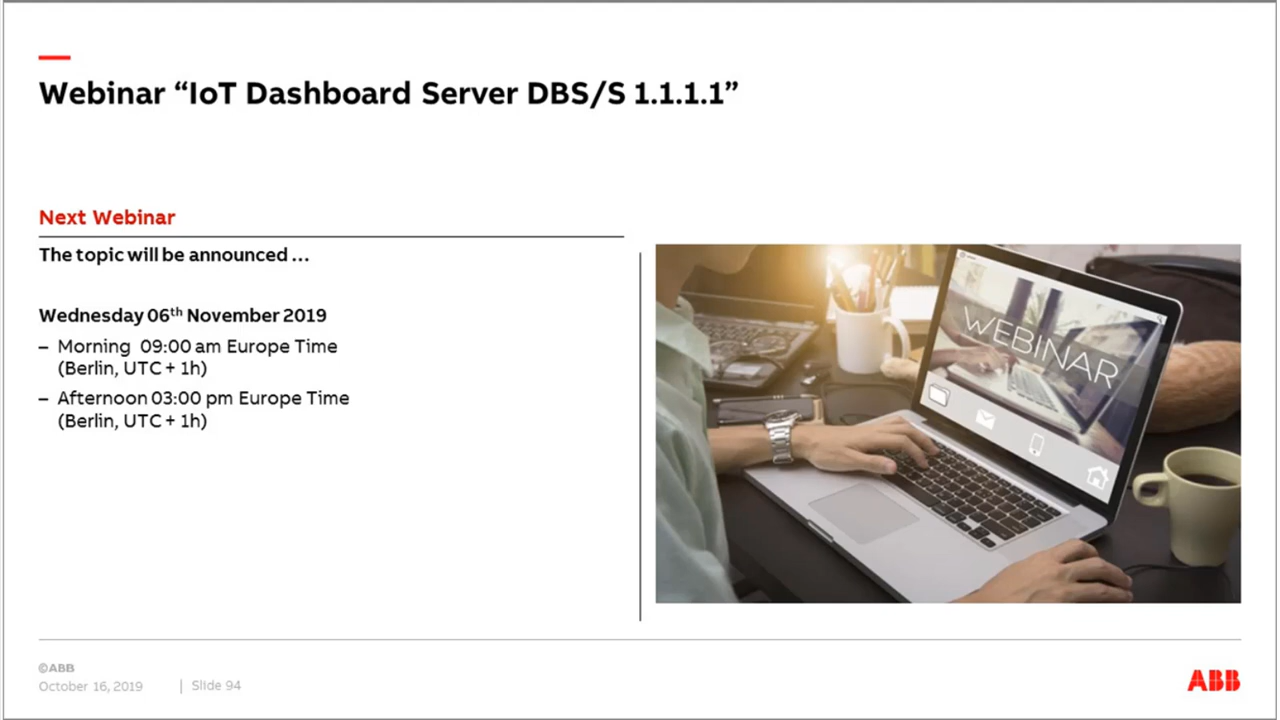 Webinar “IoT Dashboard Server DBS/S 1.1.1.1”
Next Webinar
The topic will be announced …
Wednesday 06th November 2019
– Morning 09:00 am Europe Time
(Berlin, UTC + 1h)
– Afternoon 03:00 pm Europe Time
(Berlin, UTC + 1h)
WEBINAR
©ABB
October 16, 2019 | Slide 94
ABB